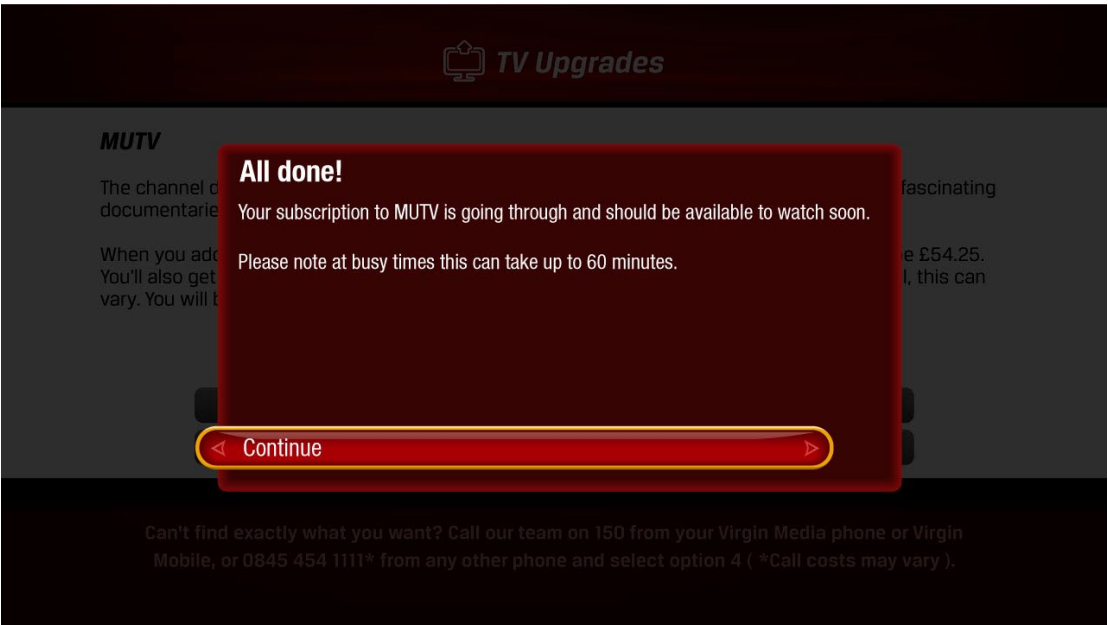 TV Upgrades
MUTV
All done!
The channel d
fascinating
documentarie
Your subscription to MUTV is going through and should be available to watch soon.
When you add
e £54.25.
Please note at busy times this can take up to 60 minutes.
You'll also get
l, this can
vary. You will b
Continue
Can't find exactly what you want? Call our team on 150 from your Virgin Media phone or Virgin
Mobile, or 0845 454 1111* from any other phone and select option 4 ( *Call costs may vary ).